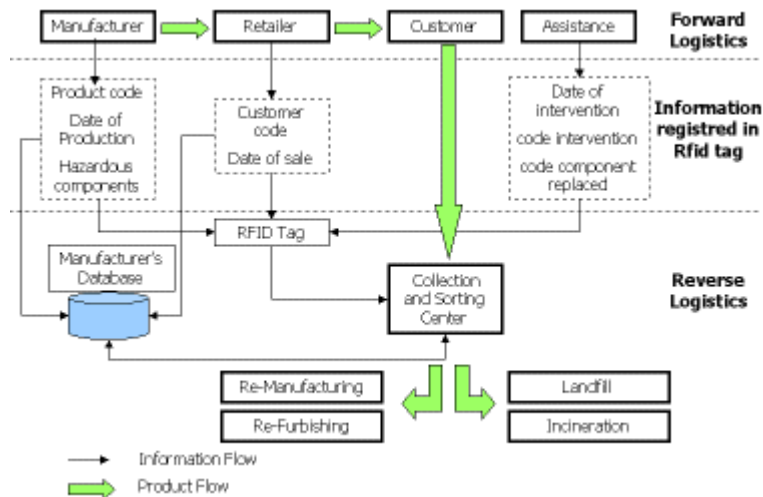 Manufacturer
Retailer
Customer
Assistance
Forward
Logistics
Product code
Date of
Production
Hazardous
components
Customer
code
Date of sale
Date of
intervention
code intervention
code component
replaced
Information
registred in
Rfid tag
RFID Tag
Manufacturer's
Database
Collection
and Sorting
Center
Reverse
Logistics
Re-Manufacturing
Landfill
Re-Furbishing
Incineration
Information Flow
Product Flow